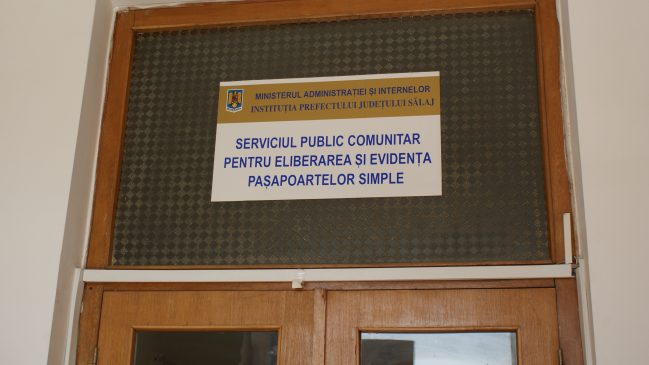 MINISTERUL ADMINISTRAȚIEI ȘI INTERNELOR
INSTITUȚIA PREFECTULUI JUDEȚULUI SĂLAJ
SERVICIUL PUBLIC COMUNITAR
PENTRU ELIBERAREA ȘI EVIDENȚA
PAȘAPOARTELOR SIMPLE